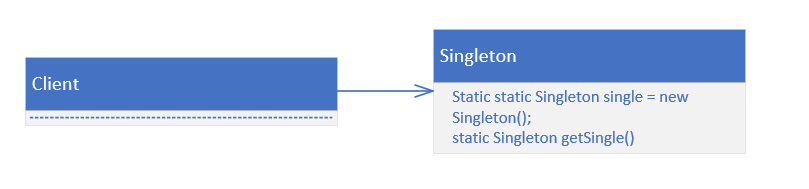 Client
Singleton
Static static Singleton single = new
Singleton();
static Singleton getSingle()